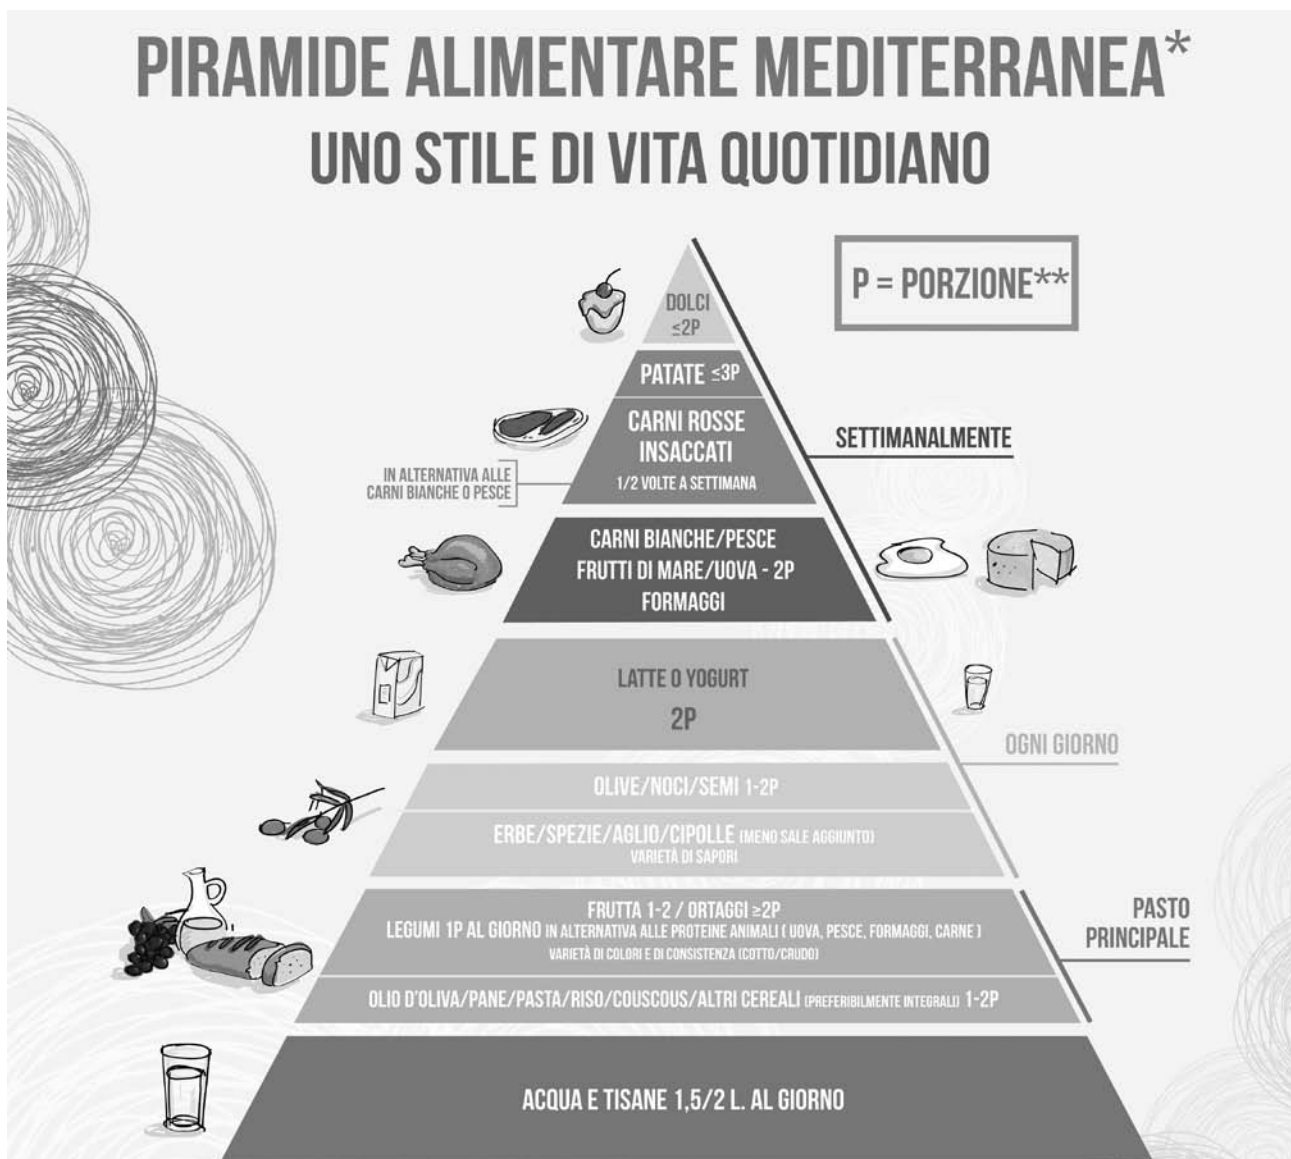 PIRAMIDE ALIMENTARE MEDITERRANEA*
UNO STILE DI VITA QUOTIDIANO
P = PORZIONE**
DOLCI
≤2P
PATATE ≤3P
CARNI ROSSE
INSACCATI
1/2 VOLTE A SETTIMANA
SETTIMANALMENTE
IN ALTERNATIVA ALLE
CARNI BIANCHE O PESCE
CARNI BIANCHE/PESCE
FRUTTI DI MARE/UOVA - 2P
FORMAGGI
LATTE O YOGURT
2P
OGNI GIORNO
OLIVE/NOCI/SEMI 1-2P
ERBE/SPEZIE/AGLIO/CIPOLLE (MENO SALE AGGIUNTO)
VARIETÀ DI SAPORI
FRUTTA 1-2 / ORTAGGI ≥2P
LEGUMI 1P AL GIORNO IN ALTERNATIVA ALLE PROTEINE ANIMALI ( UOVA, PESCE, FORMAGGI, CARNE )
VARIETÀ DI COLORI E DI CONSISTENZA (COTTO/CRUDO)
PASTO
PRINCIPALE
OLIO D'OLIVA/PANE/PASTA/RISO/COUSCOUS/ALTRI CEREALI (PREFERIBILMENTE INTEGRALI) 1-2P
ACQUA E TISANE 1,5/2 L. AL GIORNO